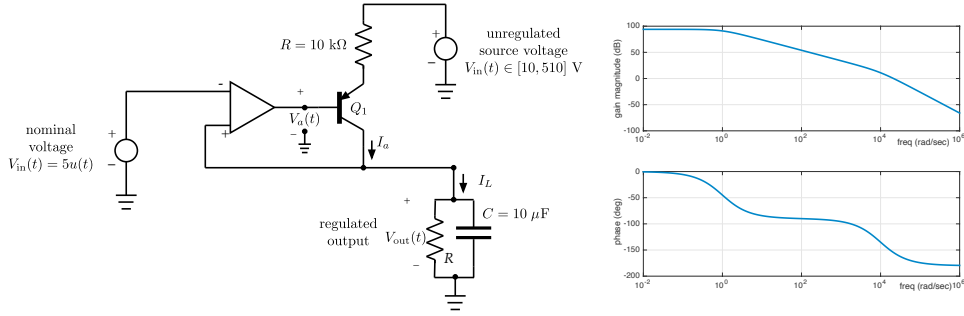 R = 10 kΩ
+
−
unregulated
source voltage
V_in(t) ∈ [10, 510] V
-
+
+
V_a(t)
−
Q_1
I_a
nominal
voltage
V_in(t) = 5u(t)
+
−
I_L
+
C = 10 μF
regulated
output
V_out(t)
R
−
gain magnitude (dB)
100
50
0
-50
-100
10^-2
10^0
10^2
10^4
10^6
freq (rad/sec)
phase (deg)
0
-50
-100
-150
-200
10^-2
10^0
10^2
10^4
10^6
freq (rad/sec)